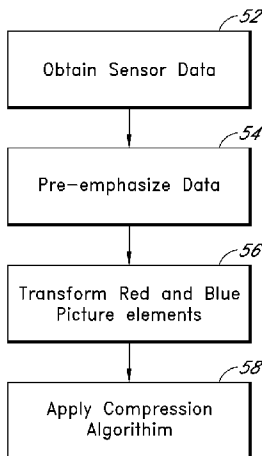 52
Obtain Sensor Data
54
Pre-emphasize Data
56
Transform Red and Blue
Picture elements
58
Apply Compression
Algorithim